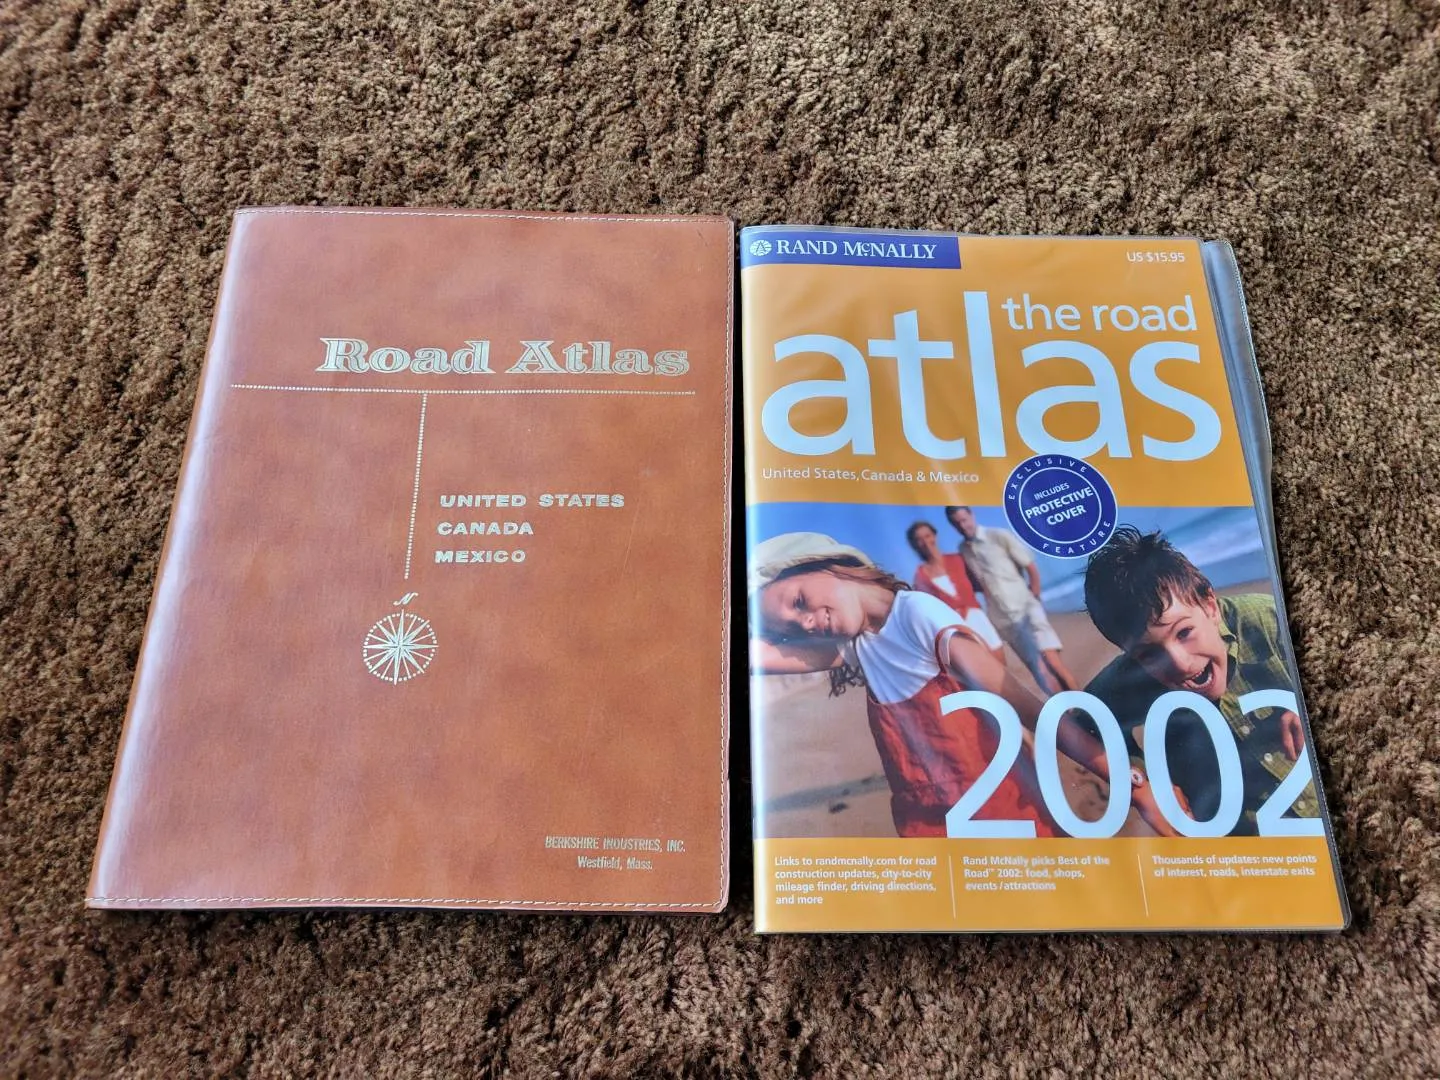 Road Atlas
UNITED STATES
CANADA
MEXICO
N
BERKSHIRE INDUSTRIES, INC.
Westfield, Mass.
RAND McNALLY
US $15.95
the road
atlas
United States, Canada & Mexico
EXCLUSIVE
INCLUDES
PROTECTIVE
COVER
FEATURE
2002
Links to randmcnally.com for road
construction updates, city-to-city
mileage finder, driving directions,
and more
Rand McNally picks Best of the
Road™ 2002: food, shops,
events/attractions
Thousands of updates: new points
of interest, roads, interstate exits